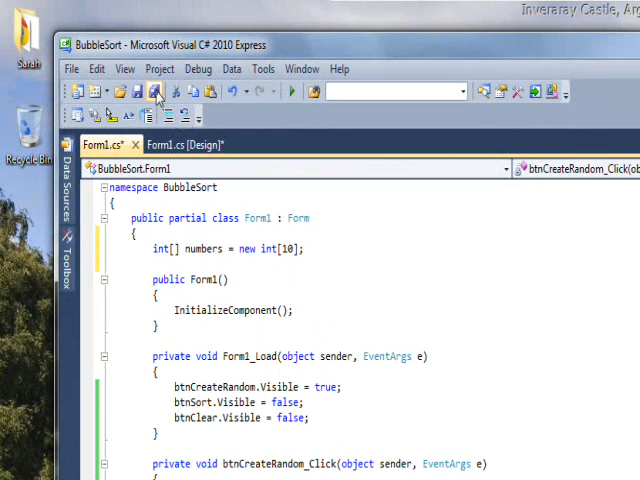 Inveraray Castle, Ar
Sarah
Recycle Bin
BubbleSort - Microsoft Visual C# 2010 Express
File Edit View Project Debug Data Tools Window Help
Form1.cs* Form1.cs [Design]*
Data Sources
Toolbox
BubbleSort.Form1
btnCreateRandom_Click(ob
namespace BubbleSort
{
public partial class Form1 : Form
{
int[] numbers = new int[10];
public Form1()
{
InitializeComponent();
}
private void Form1_Load(object sender, EventArgs e)
{
btnCreateRandom.Visible = true;
btnSort.Visible = false;
btnClear.Visible = false;
}
private void btnCreateRandom_Click(object sender, EventArgs e)
{